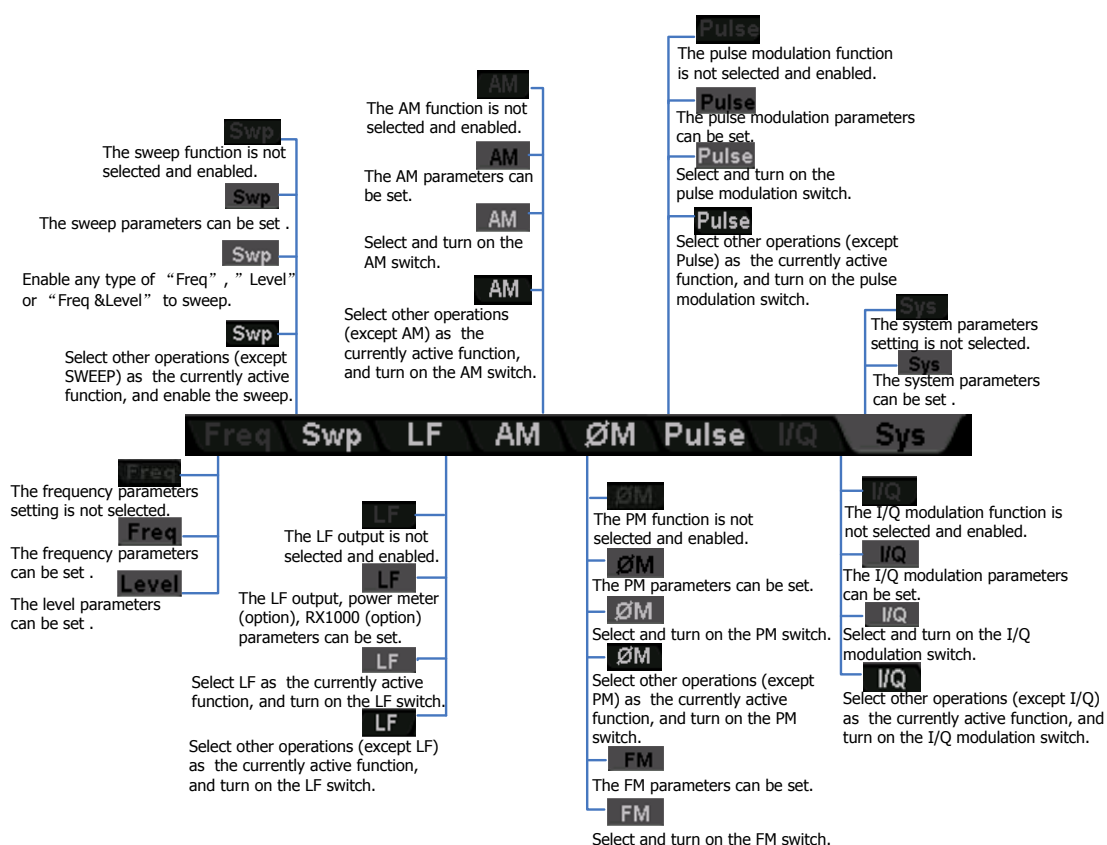 Swp
The sweep function is not
selected and enabled.
Swp
The sweep parameters can be set .
Swp
Enable any type of “Freq”, ” Level”
or “Freq &Level” to sweep.
Swp
Select other operations (except
SWEEP) as the currently active
function, and enable the sweep.
AM
The AM function is not
selected and enabled.
AM
The AM parameters can
be set.
AM
Select and turn on the
AM switch.
AM
Select other operations
(except AM) as the
currently active function,
and turn on the AM switch.
Pulse
The pulse modulation function
is not selected and enabled.
Pulse
The pulse modulation parameters
can be set.
Pulse
Select and turn on the
pulse modulation switch.
Pulse
Select other operations (except
Pulse) as the currently active
function, and turn on the pulse
modulation switch.
Sys
The system parameters
setting is not selected.
Sys
The system parameters
can be set .
Freq Swp LF AM ØM Pulse I/Q Sys
Freq
The frequency parameters
setting is not selected.
Freq
The frequency parameters
can be set .
Level
The level parameters
can be set .
LF
The LF output is not
selected and enabled.
LF
The LF output, power meter
(option), RX1000 (option)
parameters can be set.
LF
Select LF as the currently active
function, and turn on the LF switch.
LF
Select other operations (except LF)
as the currently active function,
and turn on the LF switch.
ØM
The PM function is not
selected and enabled.
ØM
The PM parameters can be set.
ØM
Select and turn on the PM switch.
ØM
Select other operations (except
PM) as the currently active
function, and turn on the PM
switch.
FM
The FM parameters can be set.
FM
Select and turn on the FM switch.
I/Q
The I/Q modulation function is
not selected and enabled.
I/Q
The I/Q modulation parameters
can be set.
I/Q
Select and turn on the I/Q
modulation switch.
I/Q
Select other operations (except I/Q)
as the currently active function, and
turn on the I/Q modulation switch.